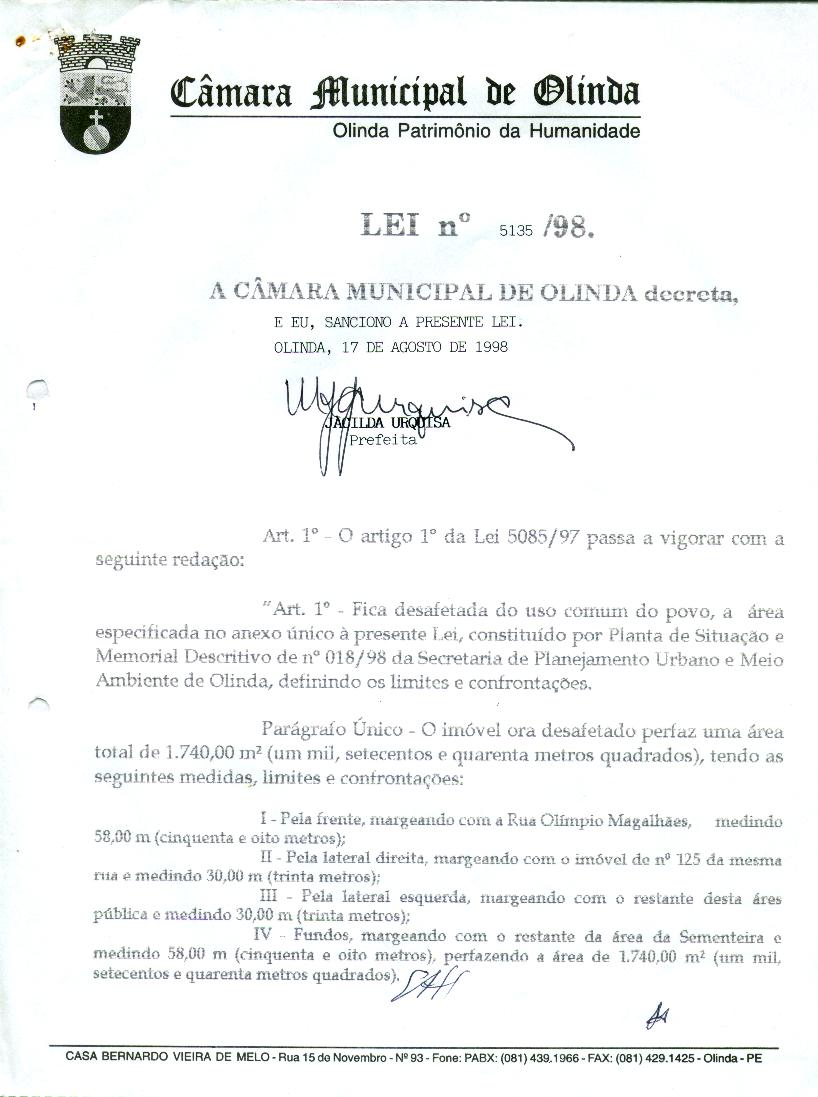 Câmara Municipal de Olinda
Olinda Patrimônio da Humanidade
LEI nº 5135 /98.
A CÂMARA MUNICIPAL DE OLINDA decreta,
E EU, SANCIONO A PRESENTE LEI.
OLINDA, 17 DE AGOSTO DE 1998
JACILDA URQUISA
Prefeita
Art. 1º - O artigo 1º da Lei 5085/97 passa a vigorar com a
seguinte redação:
"Art. 1º - Fica desafetada do uso comum do povo, a área
especificada no anexo único à presente Lei, constituído por Planta de Situação e
Memorial Descritivo de nº 018/98 da Secretaria de Planejamento Urbano e Meio
Ambiente de Olinda, definindo os limites e confrontações.
Parágrafo Único - O imóvel ora desafetado perfaz uma área
total de 1.740,00 m² (um mil, setecentos e quarenta metros quadrados), tendo as
seguintes medidas, limites e confrontações:
I - Pela frente, margeando com a Rua Olímpio Magalhães, medindo
58,00 m (cinquenta e oito metros);
II - Pela lateral direita, margeando com o imóvel de nº 125 da mesma
rua e medindo 30,00 m (trinta metros);
III - Pela lateral esquerda, margeando com o restante desta áres
pública e medindo 30,00 m (trinta metros);
IV - Fundos, margeando com o restante da área da Sementeira e
medindo 58,00 m (cinquenta e oito metros), perfazendo a área de 1.740,00 m² (um mil,
setecentos e quarenta metros quadrados).
CASA BERNARDO VIEIRA DE MELO - Rua 15 de Novembro - Nº 93 - Fone: PABX: (081) 439.1966 - FAX: (081) 429.1425 - Olinda - PE